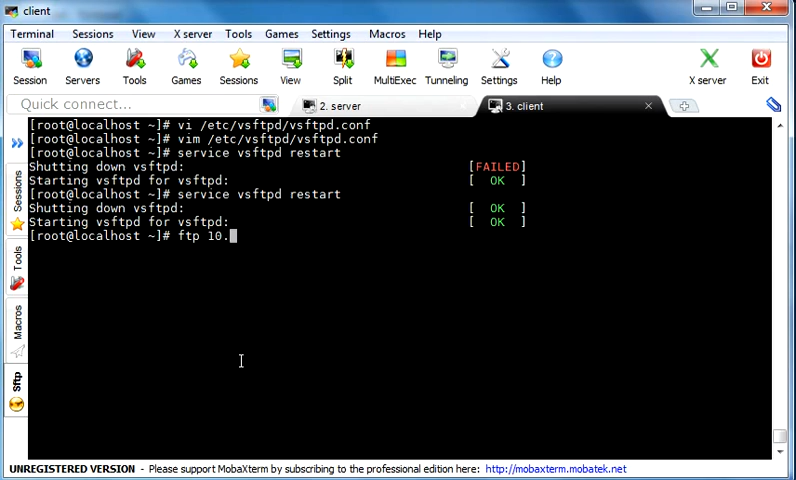 client
Terminal Sessions View X server Tools Games Settings Macros Help
Session Servers Tools Games Sessions View Split MultiExec Tunneling Settings Help X server Exit
Quick connect... 2. server 3. client
[root@localhost ~]# vi /etc/vsftpd/vsftpd.conf
[root@localhost ~]# vim /etc/vsftpd/vsftpd.conf
[root@localhost ~]# service vsftpd restart
Shutting down vsftpd: [FAILED]
Starting vsftpd for vsftpd: [ OK ]
[root@localhost ~]# service vsftpd restart
Shutting down vsftpd: [ OK ]
Starting vsftpd for vsftpd: [ OK ]
[root@localhost ~]# ftp 10.
Sessions
Tools
Macros
Sftp
UNREGISTERED VERSION - Please support MobaXterm by subscribing to the professional edition here: http://mobaxterm.mobatek.net